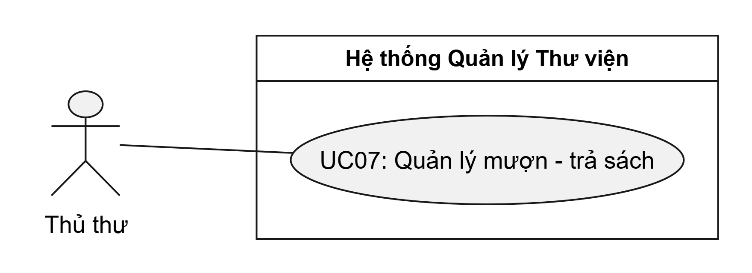 Hệ thống Quản lý Thư viện
UC07: Quản lý mượn - trả sách
Thủ thư